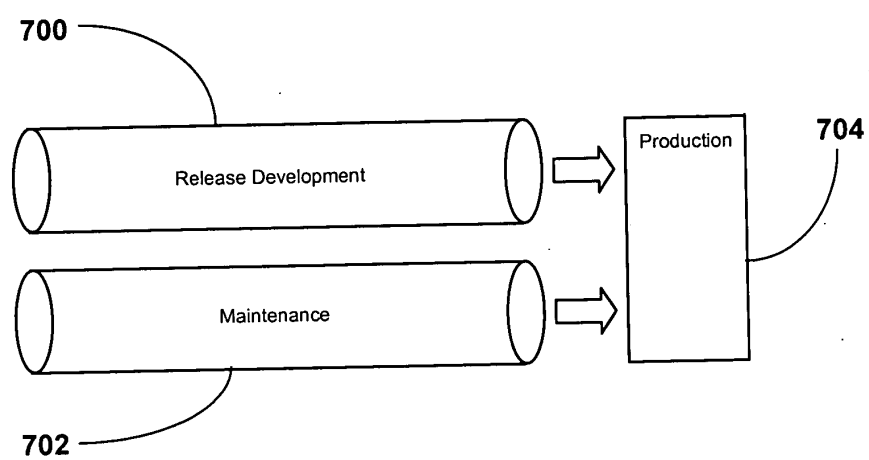 700
Release Development
Production
704
Maintenance
702